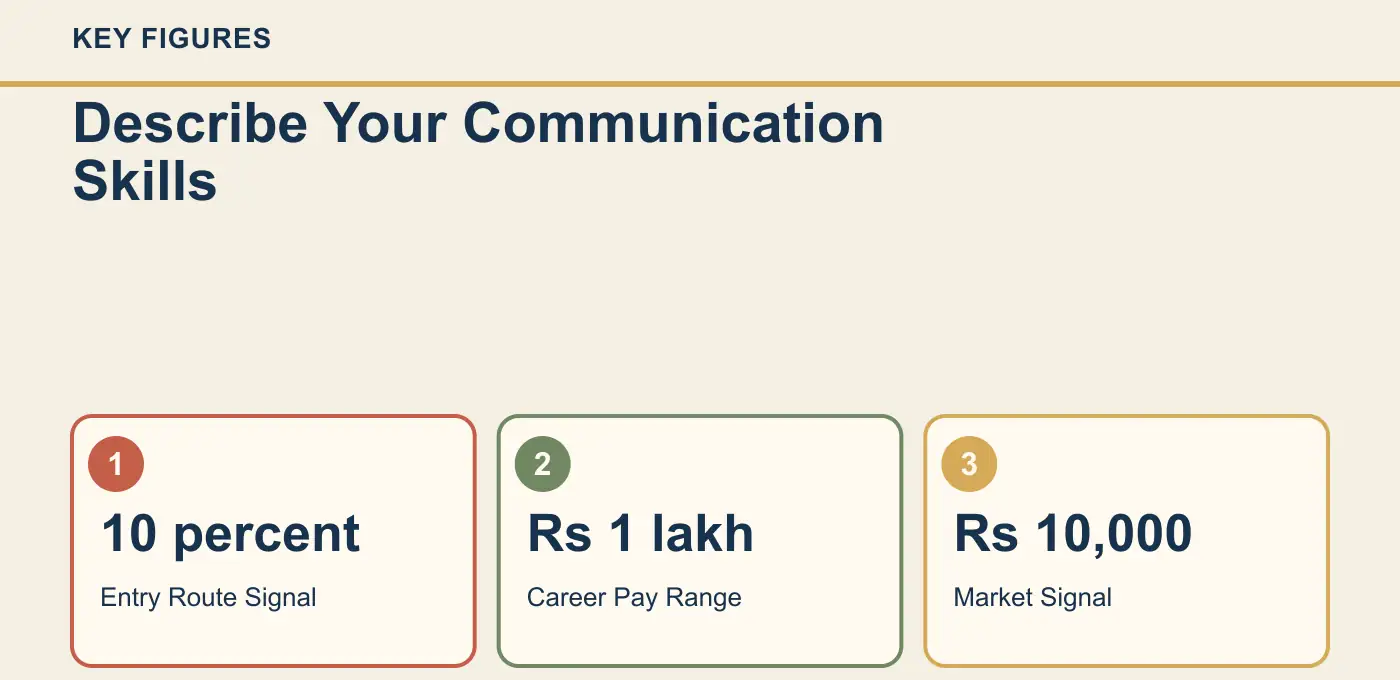 KEY FIGURES
Describe Your Communication
Skills
1
10 percent
Entry Route Signal
2
Rs 1 lakh
Career Pay Range
3
Rs 10,000
Market Signal